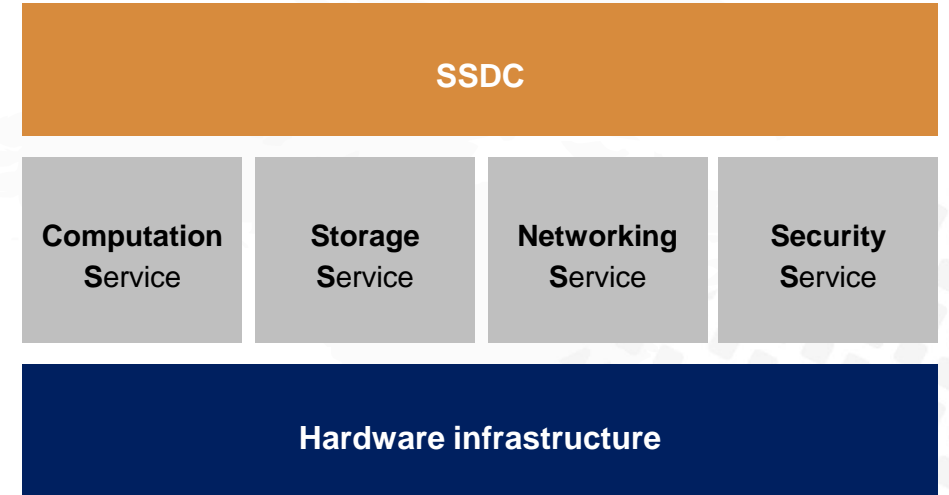 SSDC
Computation
Service
Storage
Service
Networking
Service
Security
Service
Hardware infrastructure